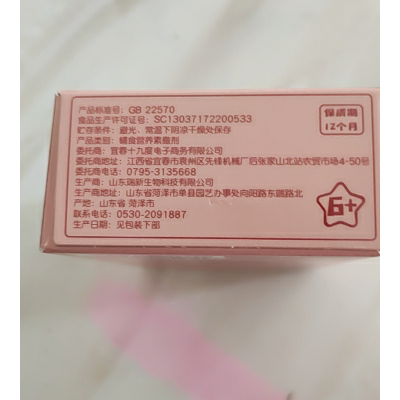 产品标准号: GB 22570
食品生产许可证号: SC13037172200533
贮存条件: 避光、常温下阴凉干燥处保存
产品类别: 辅食营养素撒剂
委托商: 宜春十九度电子商务有限公司
委托商地址: 江西省宜春市袁州区先锋机械厂后张家山北站农贸市场4-50号
委托商电话: 0795-3135668
生产商: 山东瑞新生物科技有限公司
生产商地址: 山东省菏泽市单县园艺办事处向阳路东疏路北
产地: 山东省 菏泽市
联系电话: 0530-2091887
生产日期: 见包装下部
保质期
12个月
6+